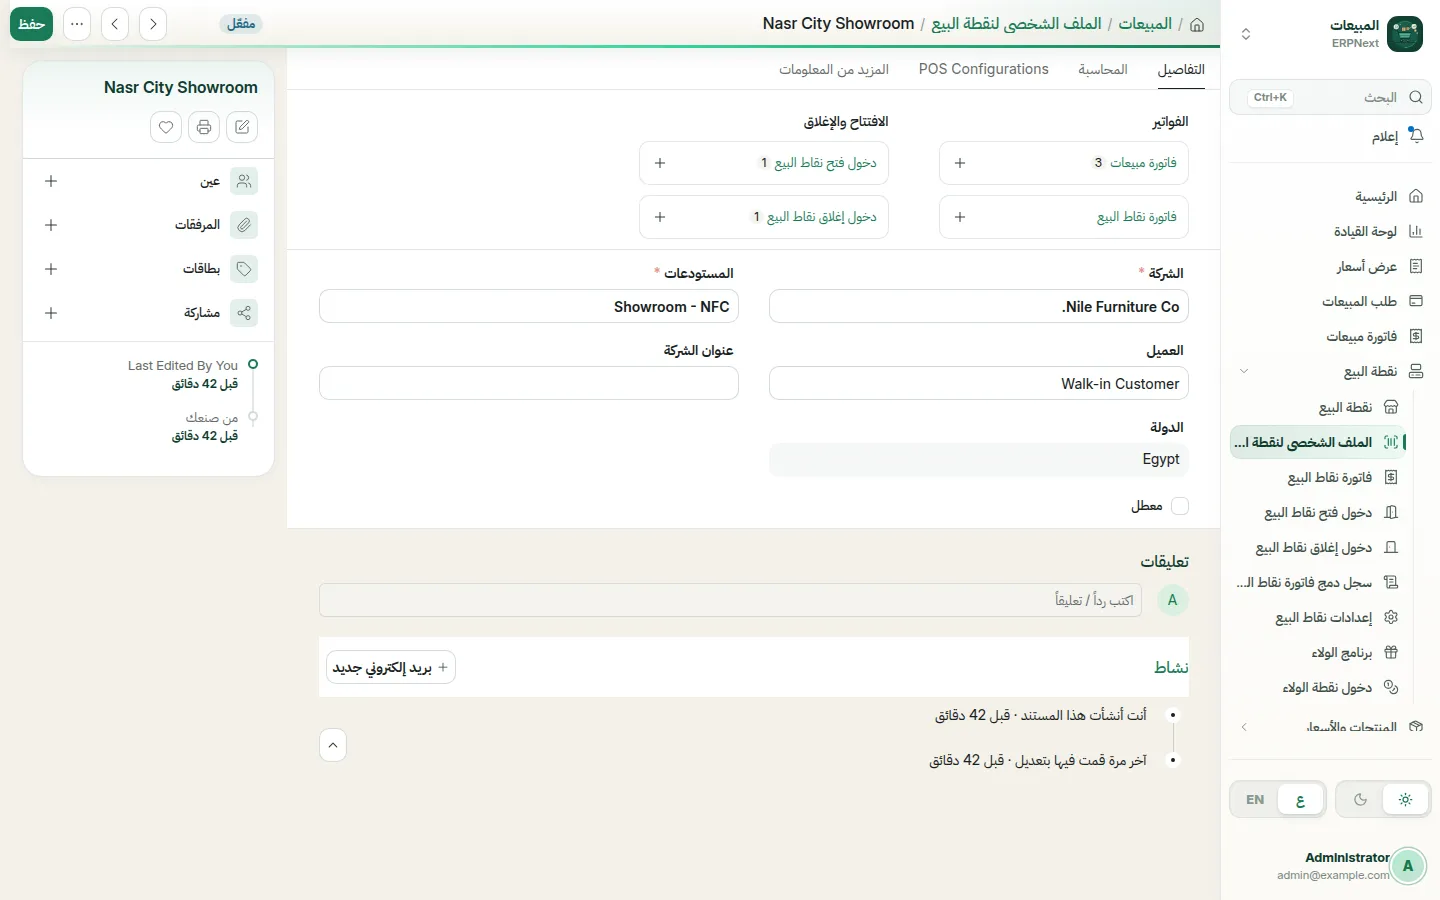 المبيعات
ERPNext
البحث
Ctrl+K
إعلام
الرئيسية
لوحة القيادة
عرض أسعار
طلب المبيعات
فاتورة مبيعات
نقطة البيع
نقطة البيع
الملف الشخصي لنقطة ا...
فاتورة نقاط البيع
دخول فتح نقاط البيع
دخول إغلاق نقاط البيع
سجل دمج فاتورة نقاط الـ...
إعدادات نقاط البيع
برنامج الولاء
دخول نقطة الولاء
المنتجات والأسعار
ع
EN
Administrator
admin@example.com
A
المبيعات / الملف الشخصي لنقطة البيع / Nasr City Showroom
مفعّل
حفظ
التفاصيل
المحاسبة
POS Configurations
المزيد من المعلومات
الفواتير
فاتورة مبيعات 3
فاتورة نقاط البيع
الافتتاح والإغلاق
دخول فتح نقاط البيع 1
دخول إغلاق نقاط البيع 1
الشركة *
Nile Furniture Co.
المستودعات *
Showroom - NFC
العميل
Walk-in Customer
عنوان الشركة
الدولة
Egypt
معطل
تعليقات
A
اكتب رداً / تعليقاً
نشاط
+ بريد إلكتروني جديد
أنت أنشأت هذا المستند · قبل 42 دقائق
آخر مرة قمت فيها بتعديل · قبل 42 دقائق
Nasr City Showroom
عين
المرفقات
بطاقات
مشاركة
Last Edited By You
قبل 42 دقائق
من صنعك
قبل 42 دقائق